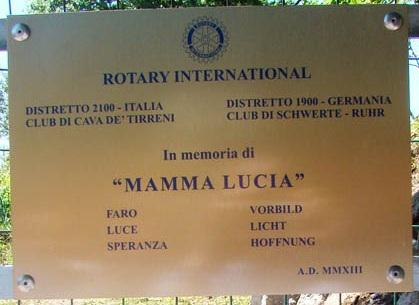 ROTARY INTERNATIONAL
DISTRETTO 2100 - ITALIA
CLUB DI CAVA DE' TIRRENI
DISTRETTO 1900 - GERMANIA
CLUB DI SCHWERTE - RUHR
In memoria di
"MAMMA LUCIA"
FARO VORBILD
LUCE LICHT
SPERANZA HOFFNUNG
A.D. MMXIII